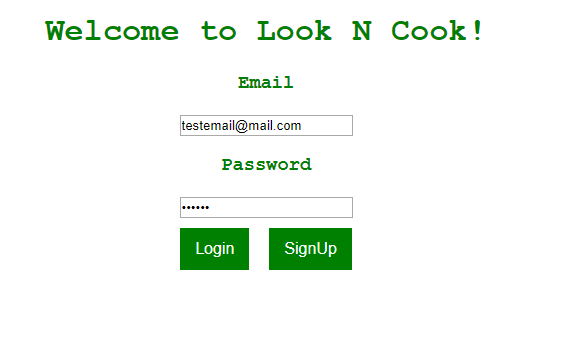 Welcome to Look N Cook!
Email
testemail@mail.com
Password
••••••
Login SignUp